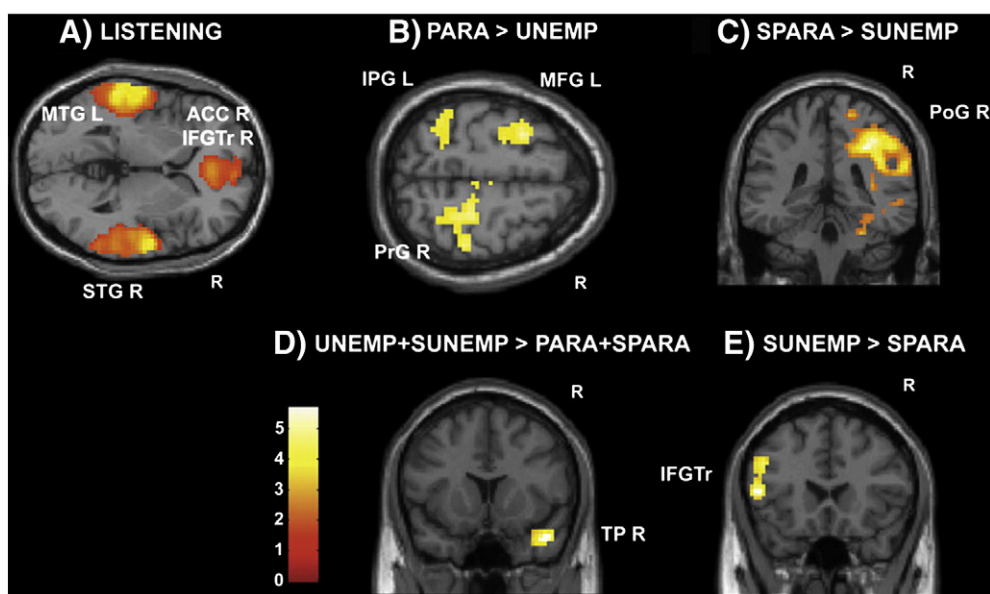 A) LISTENING
MTG L
ACC R
IFGTr R
STG R
R
B) PARA > UNEMP
IPG L
MFG L
PrG R
R
C) SPARA > SUNEMP
R
PoG R
D) UNEMP+SUNEMP > PARA+SPARA
R
TP R
5
4
3
2
1
0
E) SUNEMP > SPARA
R
IFGTr